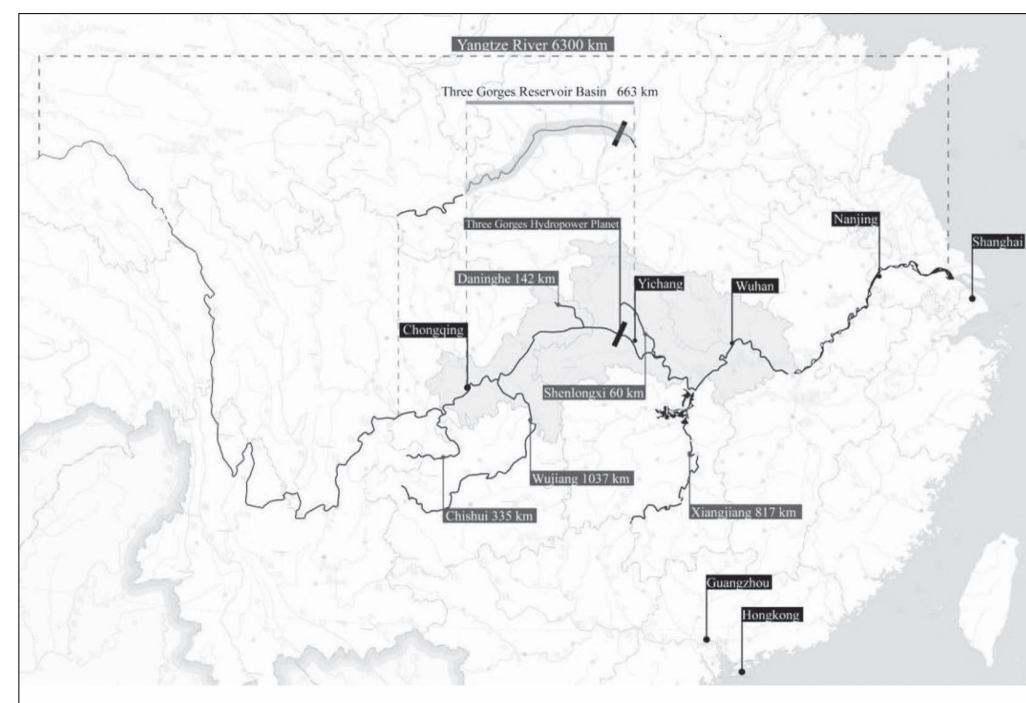 Yangtze River 6300 km
Three Gorges Reservoir Basin 663 km
Three Gorges Hydropower Planet
Nanjing
Shanghai
Daninghe 142 km
Yichang
Wuhan
Chongqing
Shenlongxi 60 km
Wujiang 1037 km
Chishui 335 km
Xiangjiang 817 km
Guangzhou
Hongkong